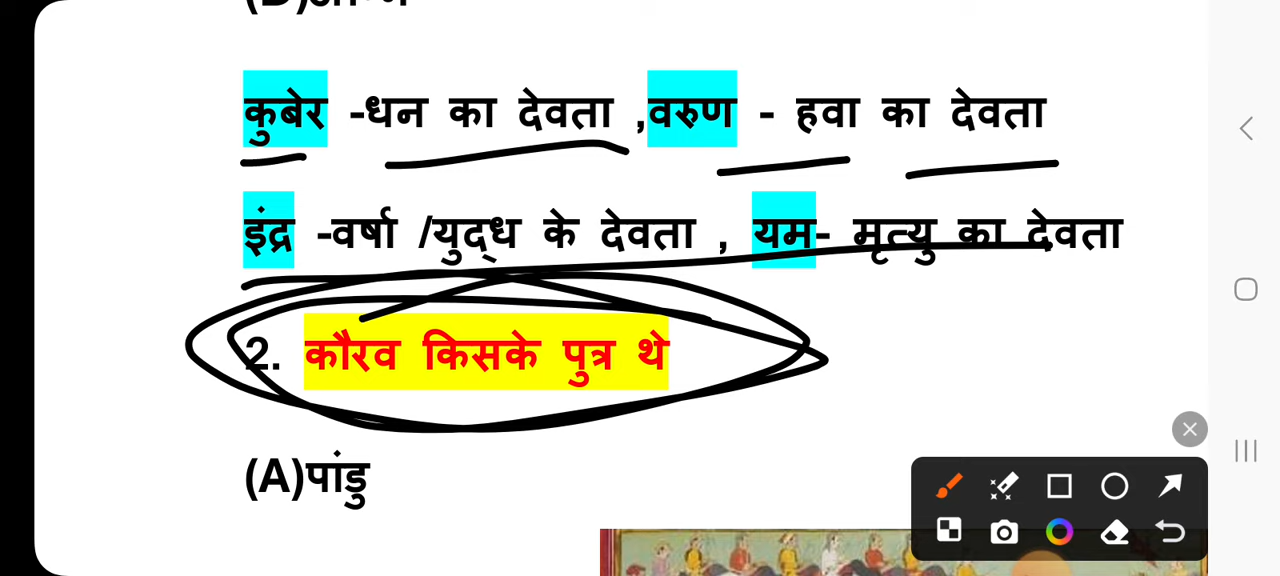 कुबेर -धन का देवता ,वरुण - हवा का देवता
इंद्र -वर्षा /युद्ध के देवता , यम- मृत्यु का देवता
2. कौरव किसके पुत्र थे
(A)पांडु